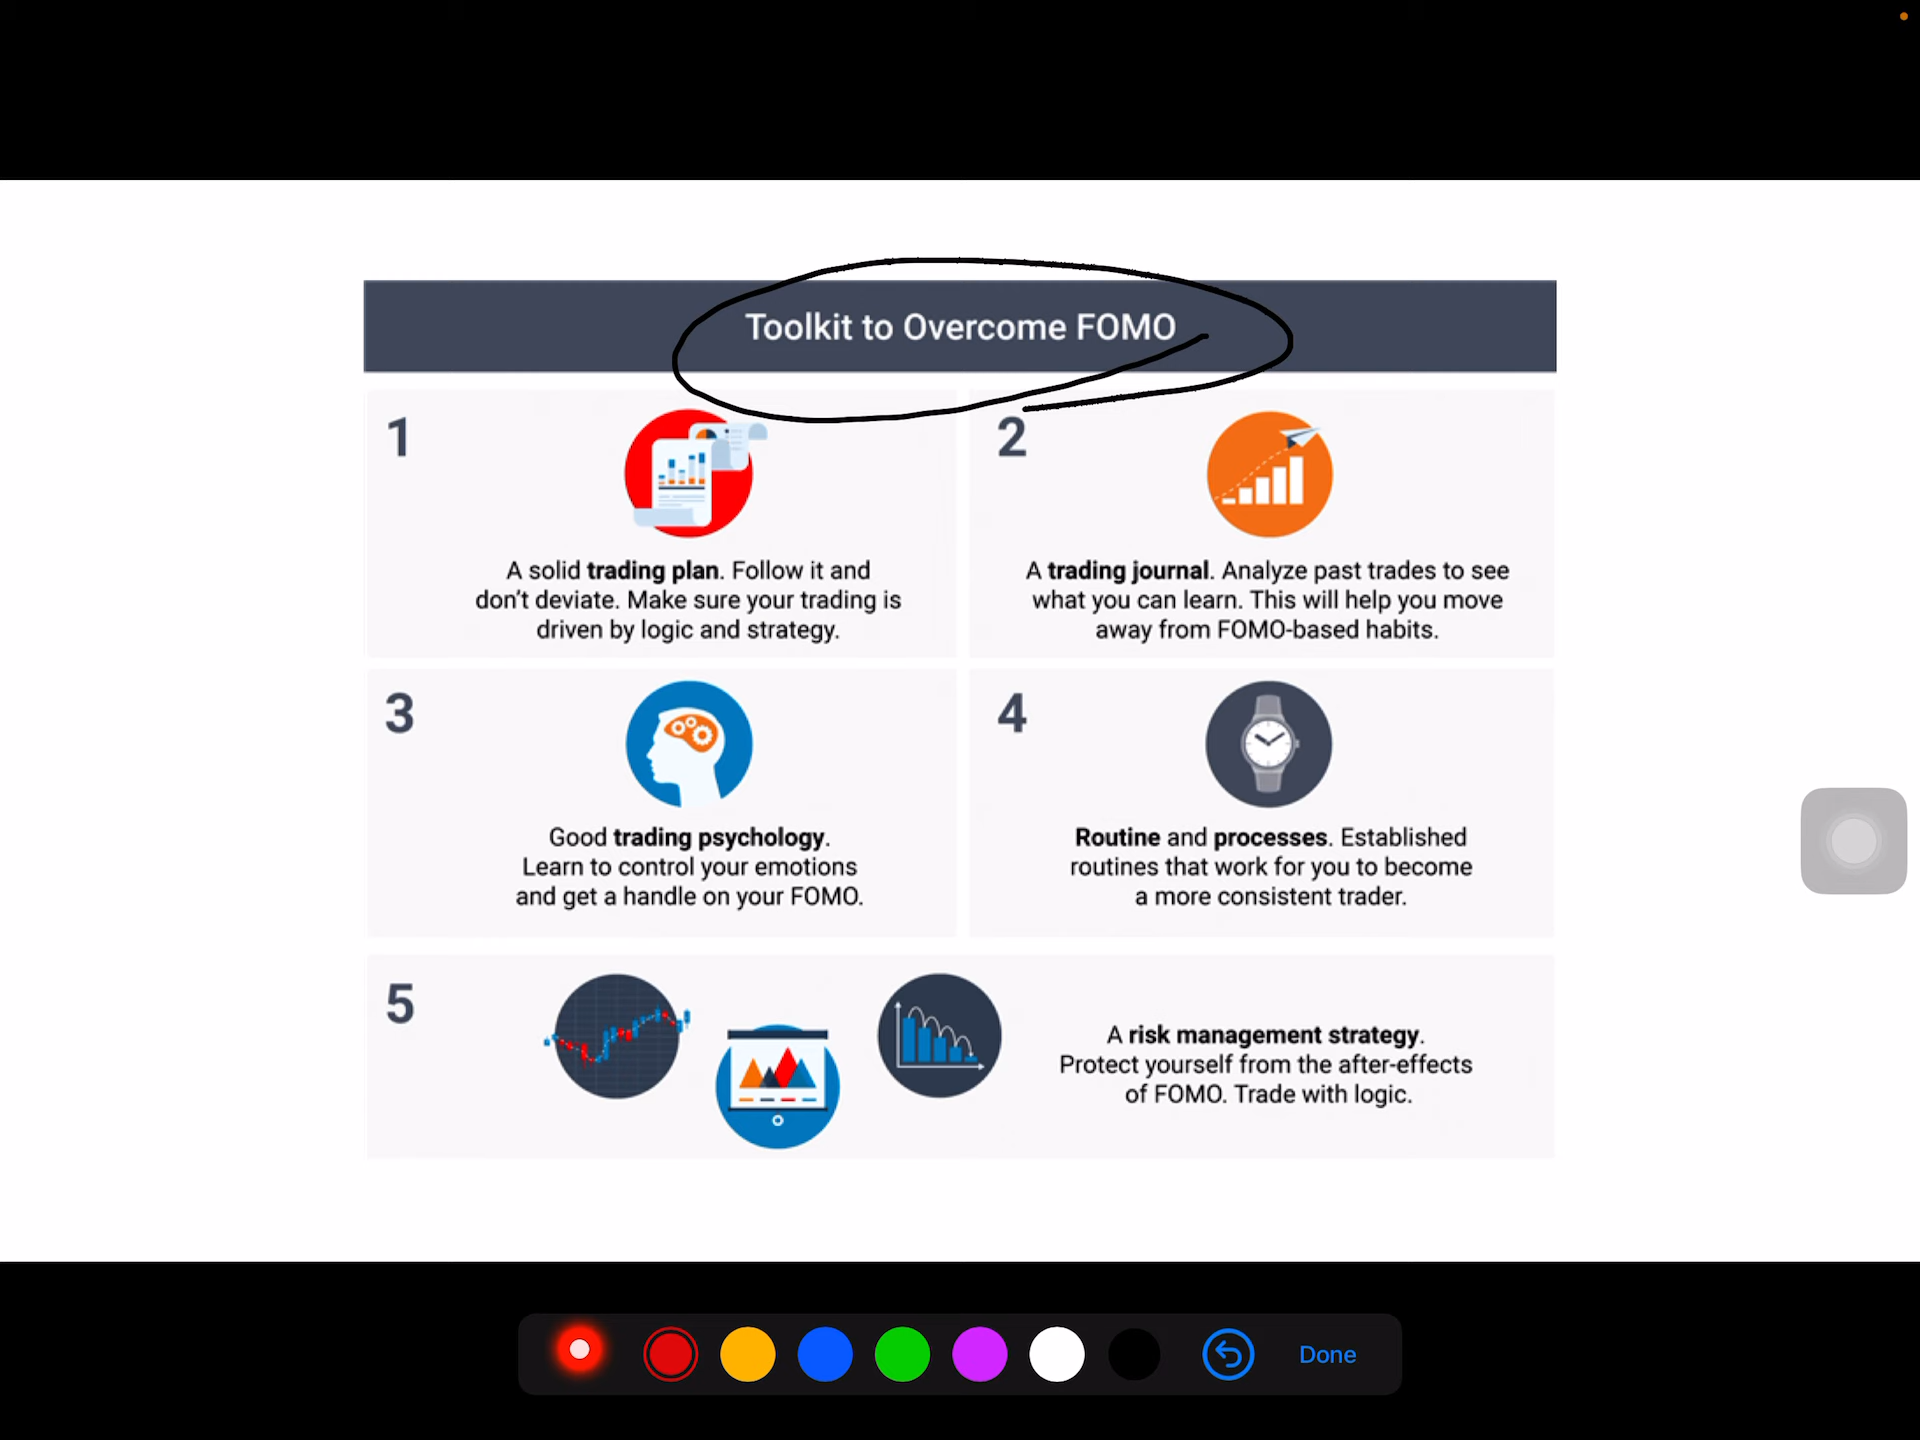 Toolkit to Overcome FOMO
1
A solid trading plan. Follow it and
don't deviate. Make sure your trading is
driven by logic and strategy.
2
A trading journal. Analyze past trades to see
what you can learn. This will help you move
away from FOMO-based habits.
3
Good trading psychology.
Learn to control your emotions
and get a handle on your FOMO.
4
Routine and processes. Established
routines that work for you to become
a more consistent trader.
5
A risk management strategy.
Protect yourself from the after-effects
of FOMO. Trade with logic.
Done